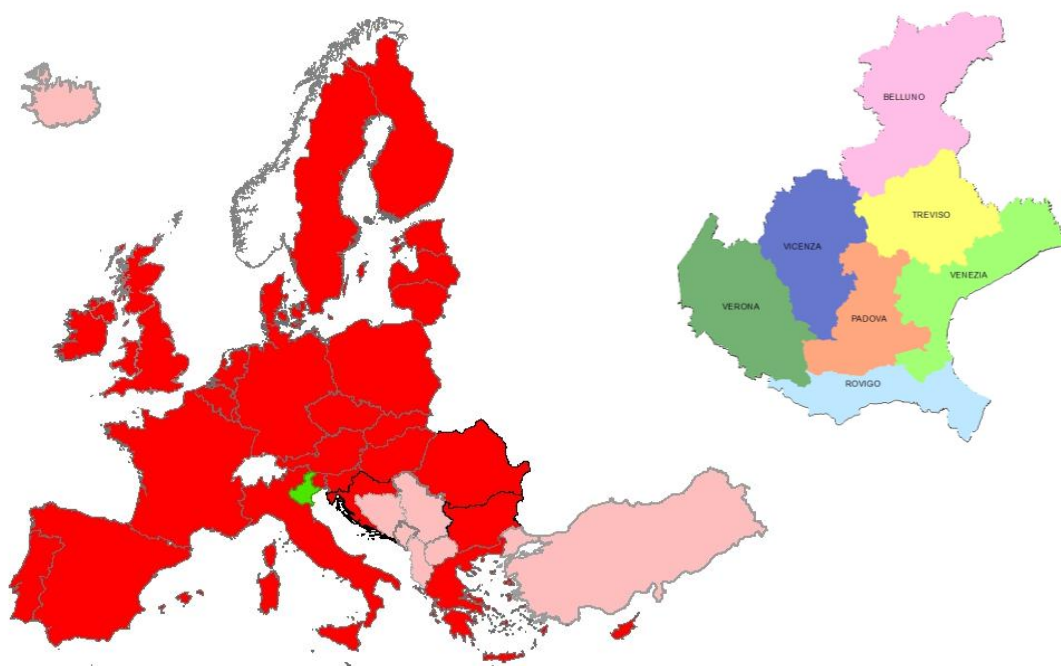 BELLUNO
TREVISO
VICENZA
VENEZIA
VERONA
PADOVA
ROVIGO